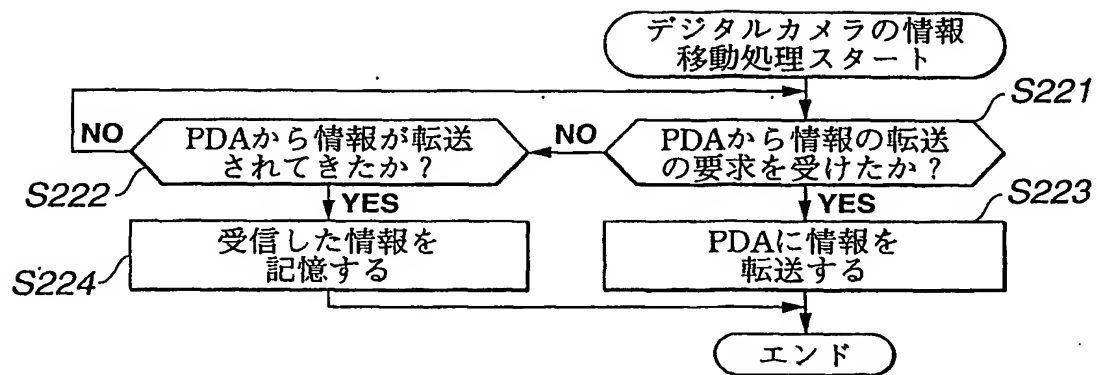 デジタルカメラの情報
移動処理スタート
S221
PDAから情報の転送
の要求を受けたか?
NO
PDAから情報が転送
されてきたか?
NO
S222
YES
YES
S223
受信した情報を
記憶する
S224
PDAに情報を
転送する
エンド